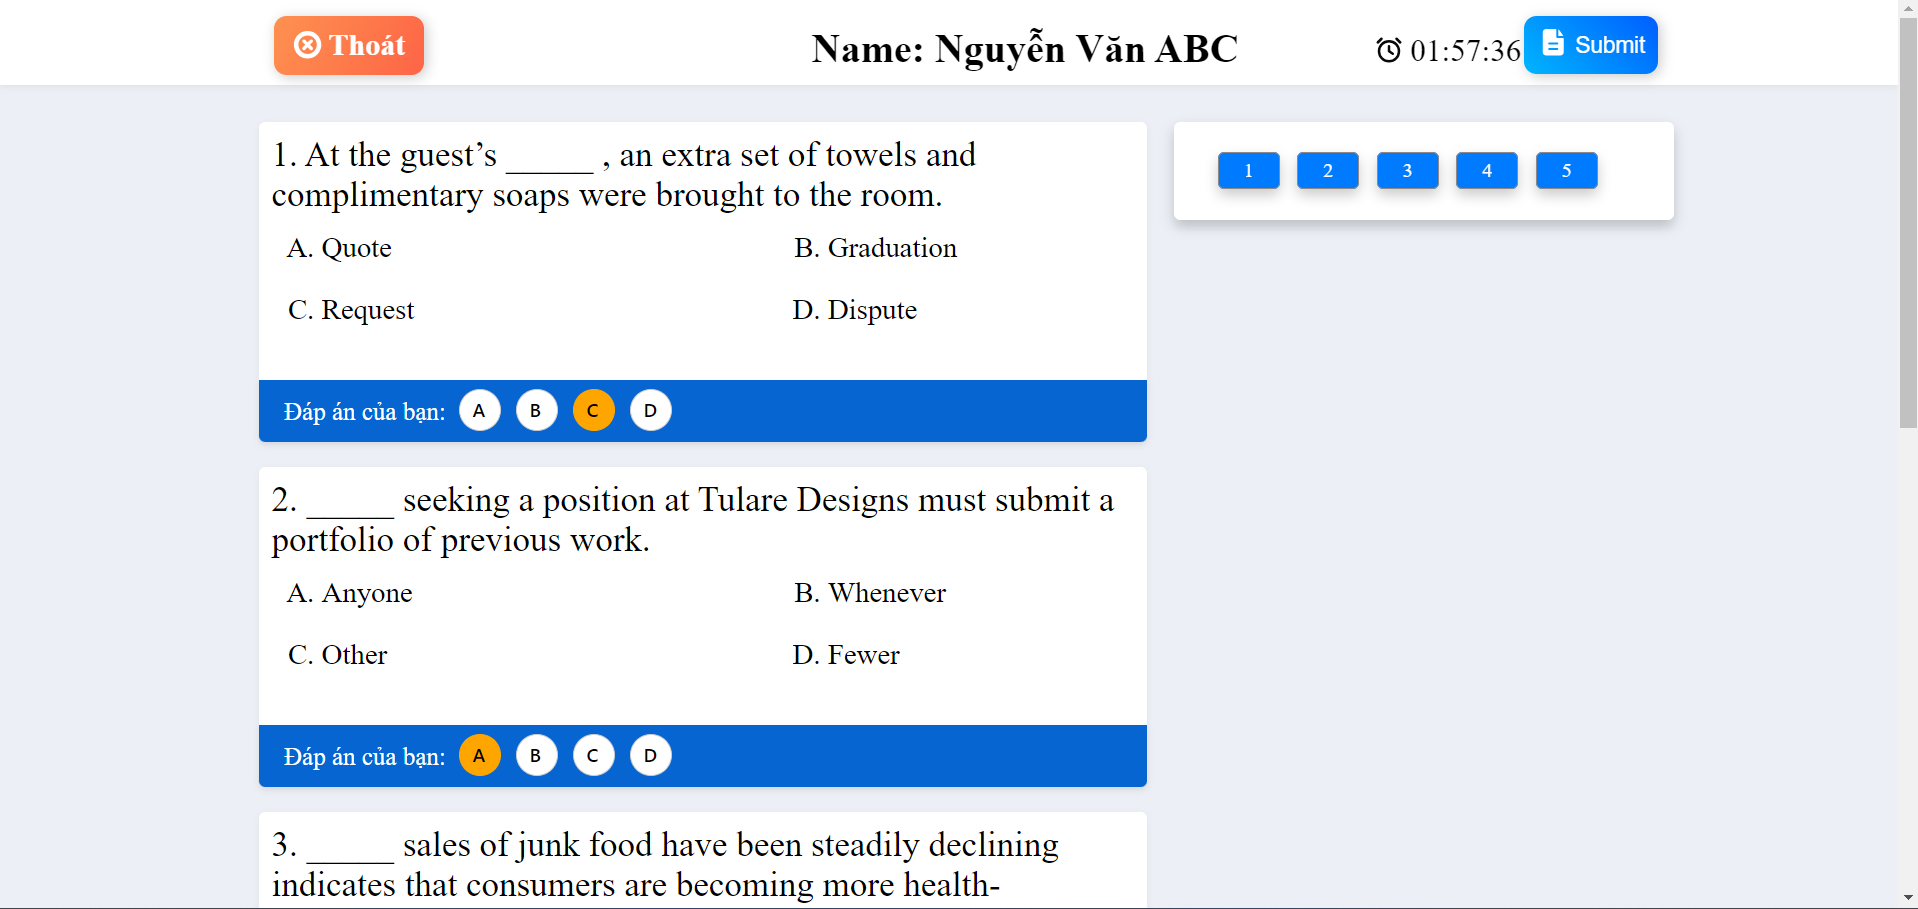 Thoát
Name: Nguyễn Văn ABC
01:57:36
Submit
1. At the guest’s _____ , an extra set of towels and
complimentary soaps were brought to the room.
A. Quote
B. Graduation
C. Request
D. Dispute
Đáp án của bạn: A B C D
2. _____ seeking a position at Tulare Designs must submit a
portfolio of previous work.
A. Anyone
B. Whenever
C. Other
D. Fewer
Đáp án của bạn: A B C D
3. _____ sales of junk food have been steadily declining
indicates that consumers are becoming more health-
1 2 3 4 5